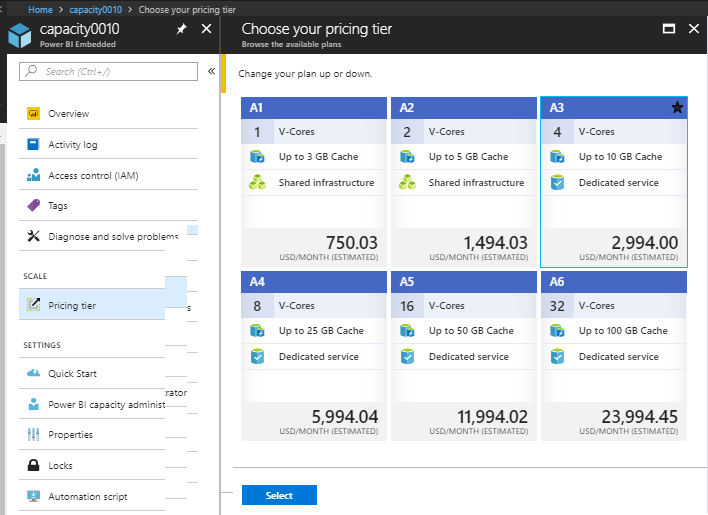 Home > capacity0010 > Choose your pricing tier
capacity0010
Power BI Embedded
Search (Ctrl+/)
«
Overview
Activity log
Access control (IAM)
Tags
Diagnose and solve problems
SCALE
Pricing tier
SETTINGS
Quick Start
Power BI capacity administ
Properties
Locks
Automation script
Choose your pricing tier
Browse the available plans
Change your plan up or down.
A1
1 V-Cores
Up to 3 GB Cache
Shared infrastructure
750.03
USD/MONTH (ESTIMATED)
A2
2 V-Cores
Up to 5 GB Cache
Shared infrastructure
1,494.03
USD/MONTH (ESTIMATED)
A3
4 V-Cores
Up to 10 GB Cache
Dedicated service
2,994.00
USD/MONTH (ESTIMATED)
A4
8 V-Cores
Up to 25 GB Cache
Dedicated service
5,994.04
USD/MONTH (ESTIMATED)
A5
16 V-Cores
Up to 50 GB Cache
Dedicated service
11,994.02
USD/MONTH (ESTIMATED)
A6
32 V-Cores
Up to 100 GB Cache
Dedicated service
23,994.45
USD/MONTH (ESTIMATED)
Select